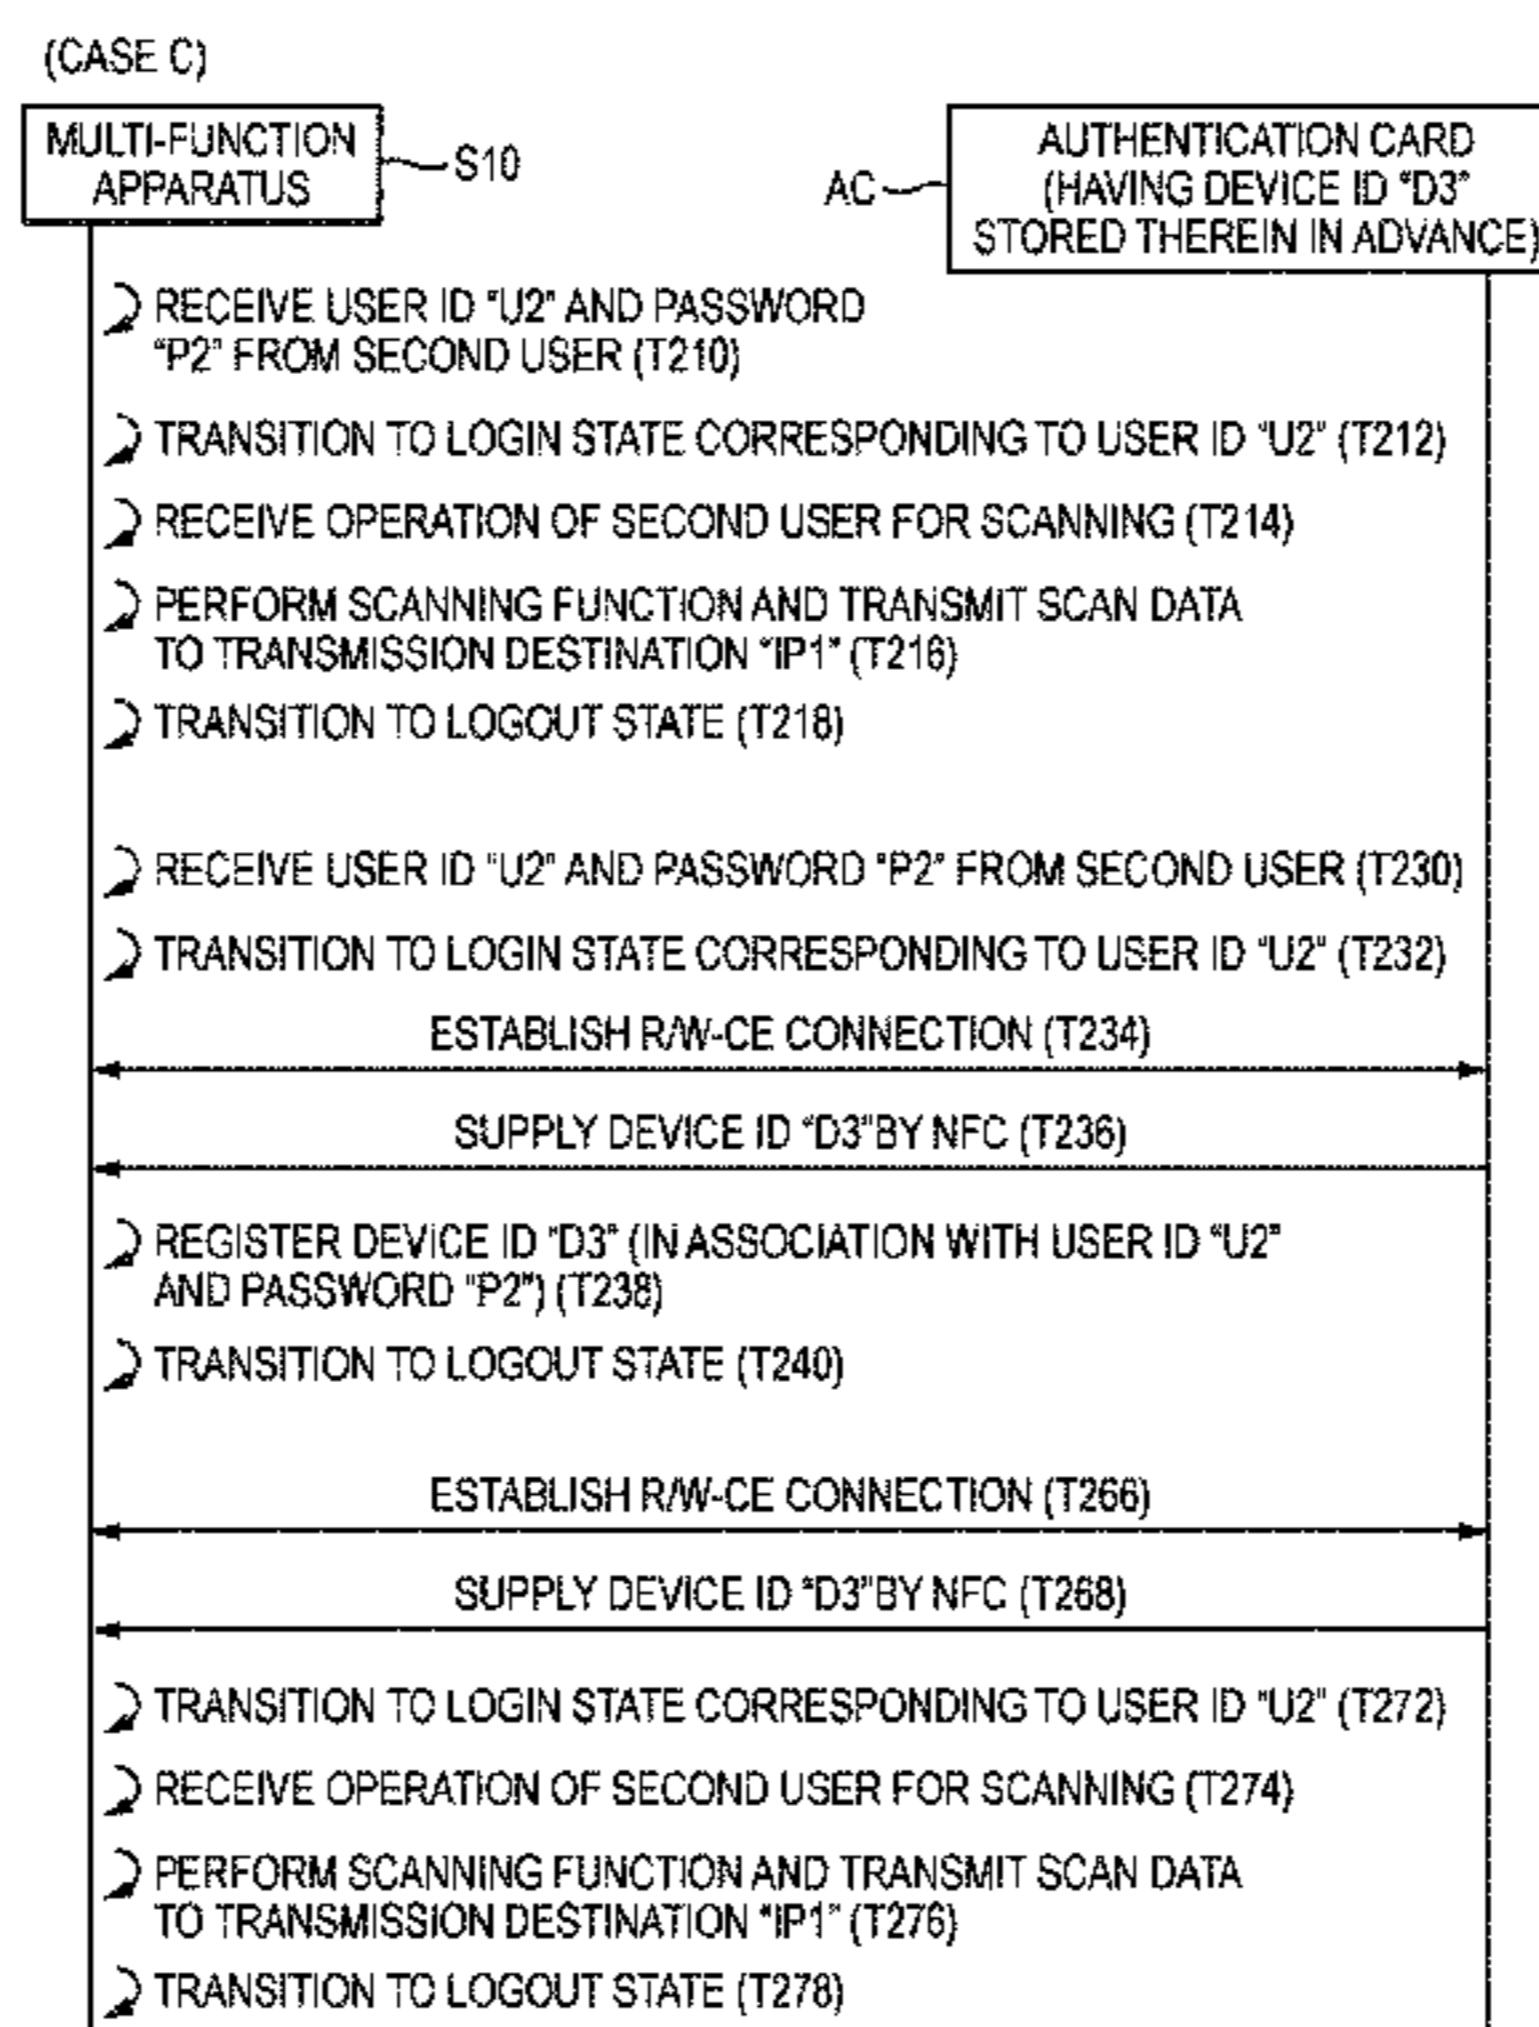 (CASE C)
MULTI-FUNCTION
APPARATUS
S10
AC
AUTHENTICATION CARD
(HAVING DEVICE ID "D3"
STORED THEREIN IN ADVANCE)
RECEIVE USER ID "U2" AND PASSWORD
"P2" FROM SECOND USER (T210)
TRANSITION TO LOGIN STATE CORRESPONDING TO USER ID "U2" (T212)
RECEIVE OPERATION OF SECOND USER FOR SCANNING (T214)
PERFORM SCANNING FUNCTION AND TRANSMIT SCAN DATA
TO TRANSMISSION DESTINATION "IP1" (T216)
TRANSITION TO LOGOUT STATE (T218)
RECEIVE USER ID "U2" AND PASSWORD "P2" FROM SECOND USER (T230)
TRANSITION TO LOGIN STATE CORRESPONDING TO USER ID "U2" (T232)
ESTABLISH R/W-CE CONNECTION (T234)
SUPPLY DEVICE ID "D3"BY NFC (T236)
REGISTER DEVICE ID "D3" (IN ASSOCIATION WITH USER ID "U2"
AND PASSWORD "P2") (T238)
TRANSITION TO LOGOUT STATE (T240)
ESTABLISH R/W-CE CONNECTION (T266)
SUPPLY DEVICE ID "D3"BY NFC (T268)
TRANSITION TO LOGIN STATE CORRESPONDING TO USER ID "U2" (T272)
RECEIVE OPERATION OF SECOND USER FOR SCANNING (T274)
PERFORM SCANNING FUNCTION AND TRANSMIT SCAN DATA
TO TRANSMISSION DESTINATION "IP1" (T276)
TRANSITION TO LOGOUT STATE (T278)